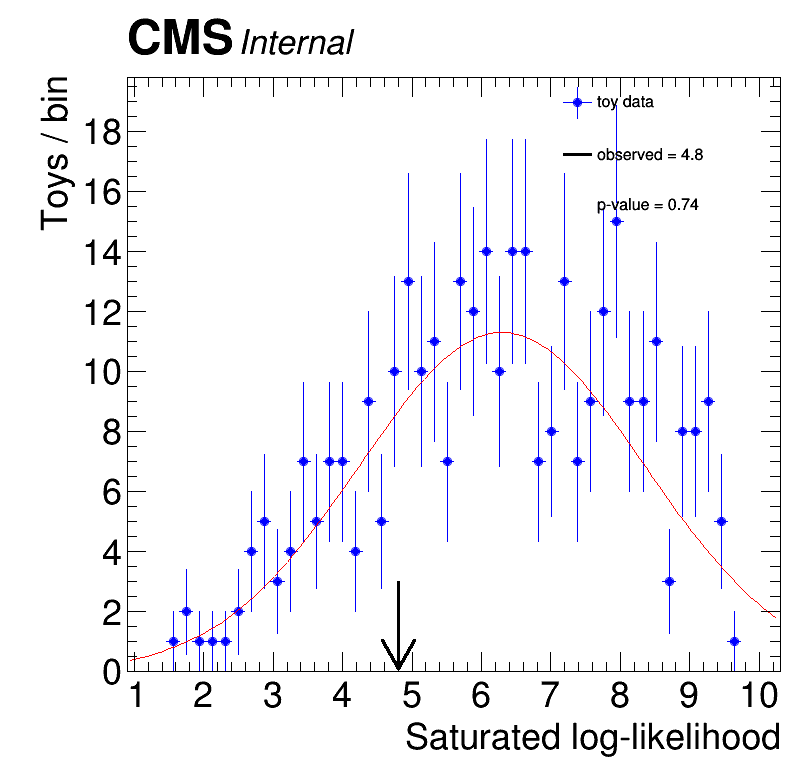 CMS Internal
Toys / bin
18
16
14
12
10
8
6
4
2
0
toy data
observed = 4.8
p-value = 0.74
1 2 3 4 5 6 7 8 9 10
Saturated log-likelihood